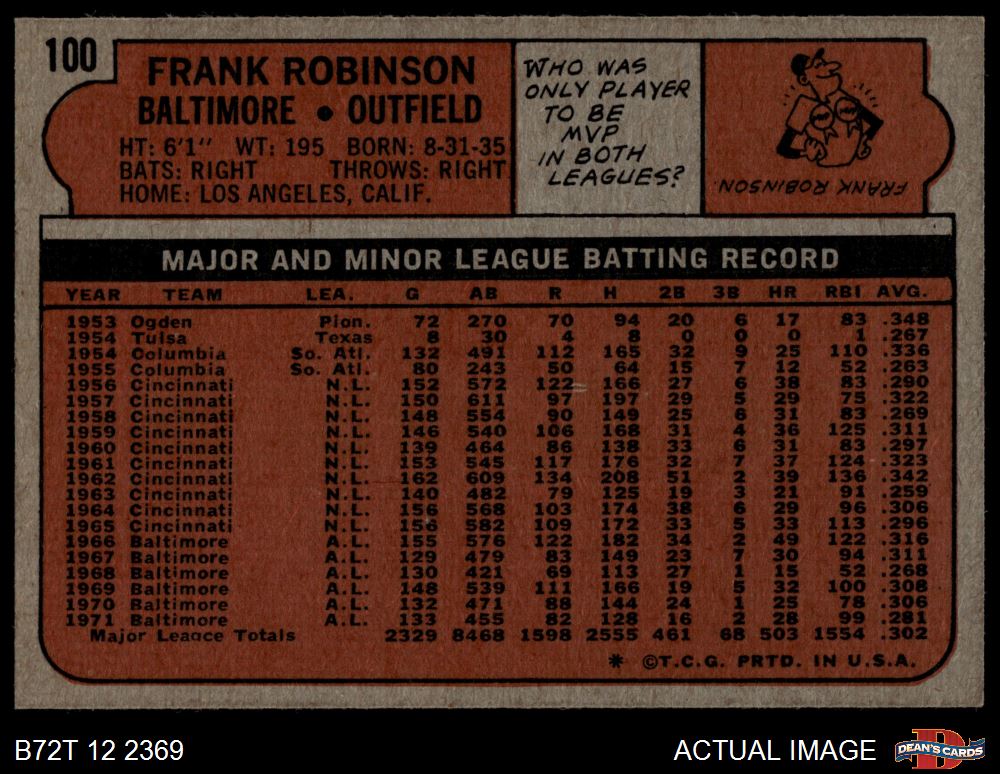 100
FRANK ROBINSON
BALTIMORE • OUTFIELD
HT: 6'1" WT: 195 BORN: 8-31-35
BATS: RIGHT THROWS: RIGHT
HOME: LOS ANGELES, CALIF.
WHO WAS
ONLY PLAYER
TO BE
MVP
IN BOTH
LEAGUES?
FRANK ROBINSON.
MAJOR AND MINOR LEAGUE BATTING RECORD
YEAR TEAM LEA. G AB R H 2B 3B HR RBI AVG.
1953 Ogden Pion. 72 270 70 94 20 6 17 83 .348
1954 Tulsa Texas 8 30 4 8 0 0 0 1 .267
1954 Columbia So. Atl. 132 491 112 165 32 9 25 110 .336
1955 Columbia So. Atl. 80 243 50 64 15 7 12 52 .263
1956 Cincinnati N.L. 152 572 122 166 27 6 38 83 .290
1957 Cincinnati N.L. 150 611 97 197 29 5 29 75 .322
1958 Cincinnati N.L. 148 554 90 149 25 6 31 83 .269
1959 Cincinnati N.L. 146 540 106 168 31 4 36 125 .311
1960 Cincinnati N.L. 139 464 86 138 33 6 31 83 .297
1961 Cincinnati N.L. 153 545 117 176 32 7 37 124 .323
1962 Cincinnati N.L. 162 609 134 208 51 2 39 136 .342
1963 Cincinnati N.L. 140 482 79 125 19 3 21 91 .259
1964 Cincinnati N.L. 156 568 103 174 38 6 29 96 .306
1965 Cincinnati N.L. 156 582 109 172 33 5 33 113 .296
1966 Baltimore A.L. 155 576 122 182 34 2 49 122 .316
1967 Baltimore A.L. 129 479 83 149 23 7 30 94 .311
1968 Baltimore A.L. 130 421 69 113 27 1 15 52 .268
1969 Baltimore A.L. 148 539 111 166 19 5 32 100 .308
1970 Baltimore A.L. 132 471 88 144 24 1 25 78 .306
1971 Baltimore A.L. 133 455 82 128 16 2 28 99 .281
Major League Totals 2329 8468 1598 2555 461 68 503 1554 .302
* ©T.C.G. PRTD. IN U.S.A.
B72T 12 2369
ACTUAL IMAGE
DEAN'S CARDS